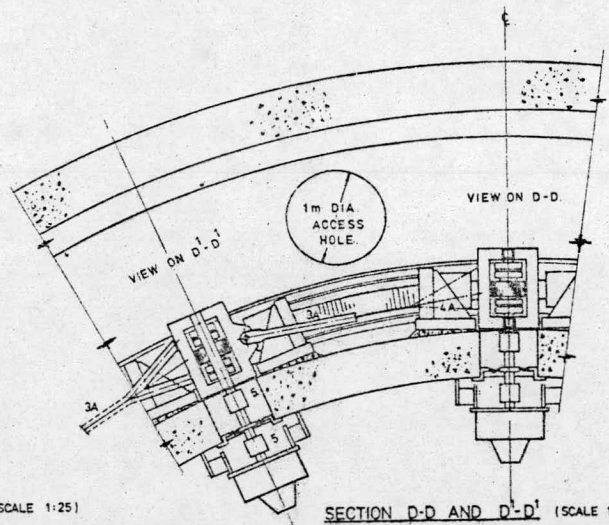 ℄
1m DIA.
ACCESS
HOLE.
VIEW ON D-D.
VIEW ON D¹-D¹
3A
4A.
3A
5.
5
SCALE 1:25)
SECTION D-D AND D¹-D¹ (SCALE 1